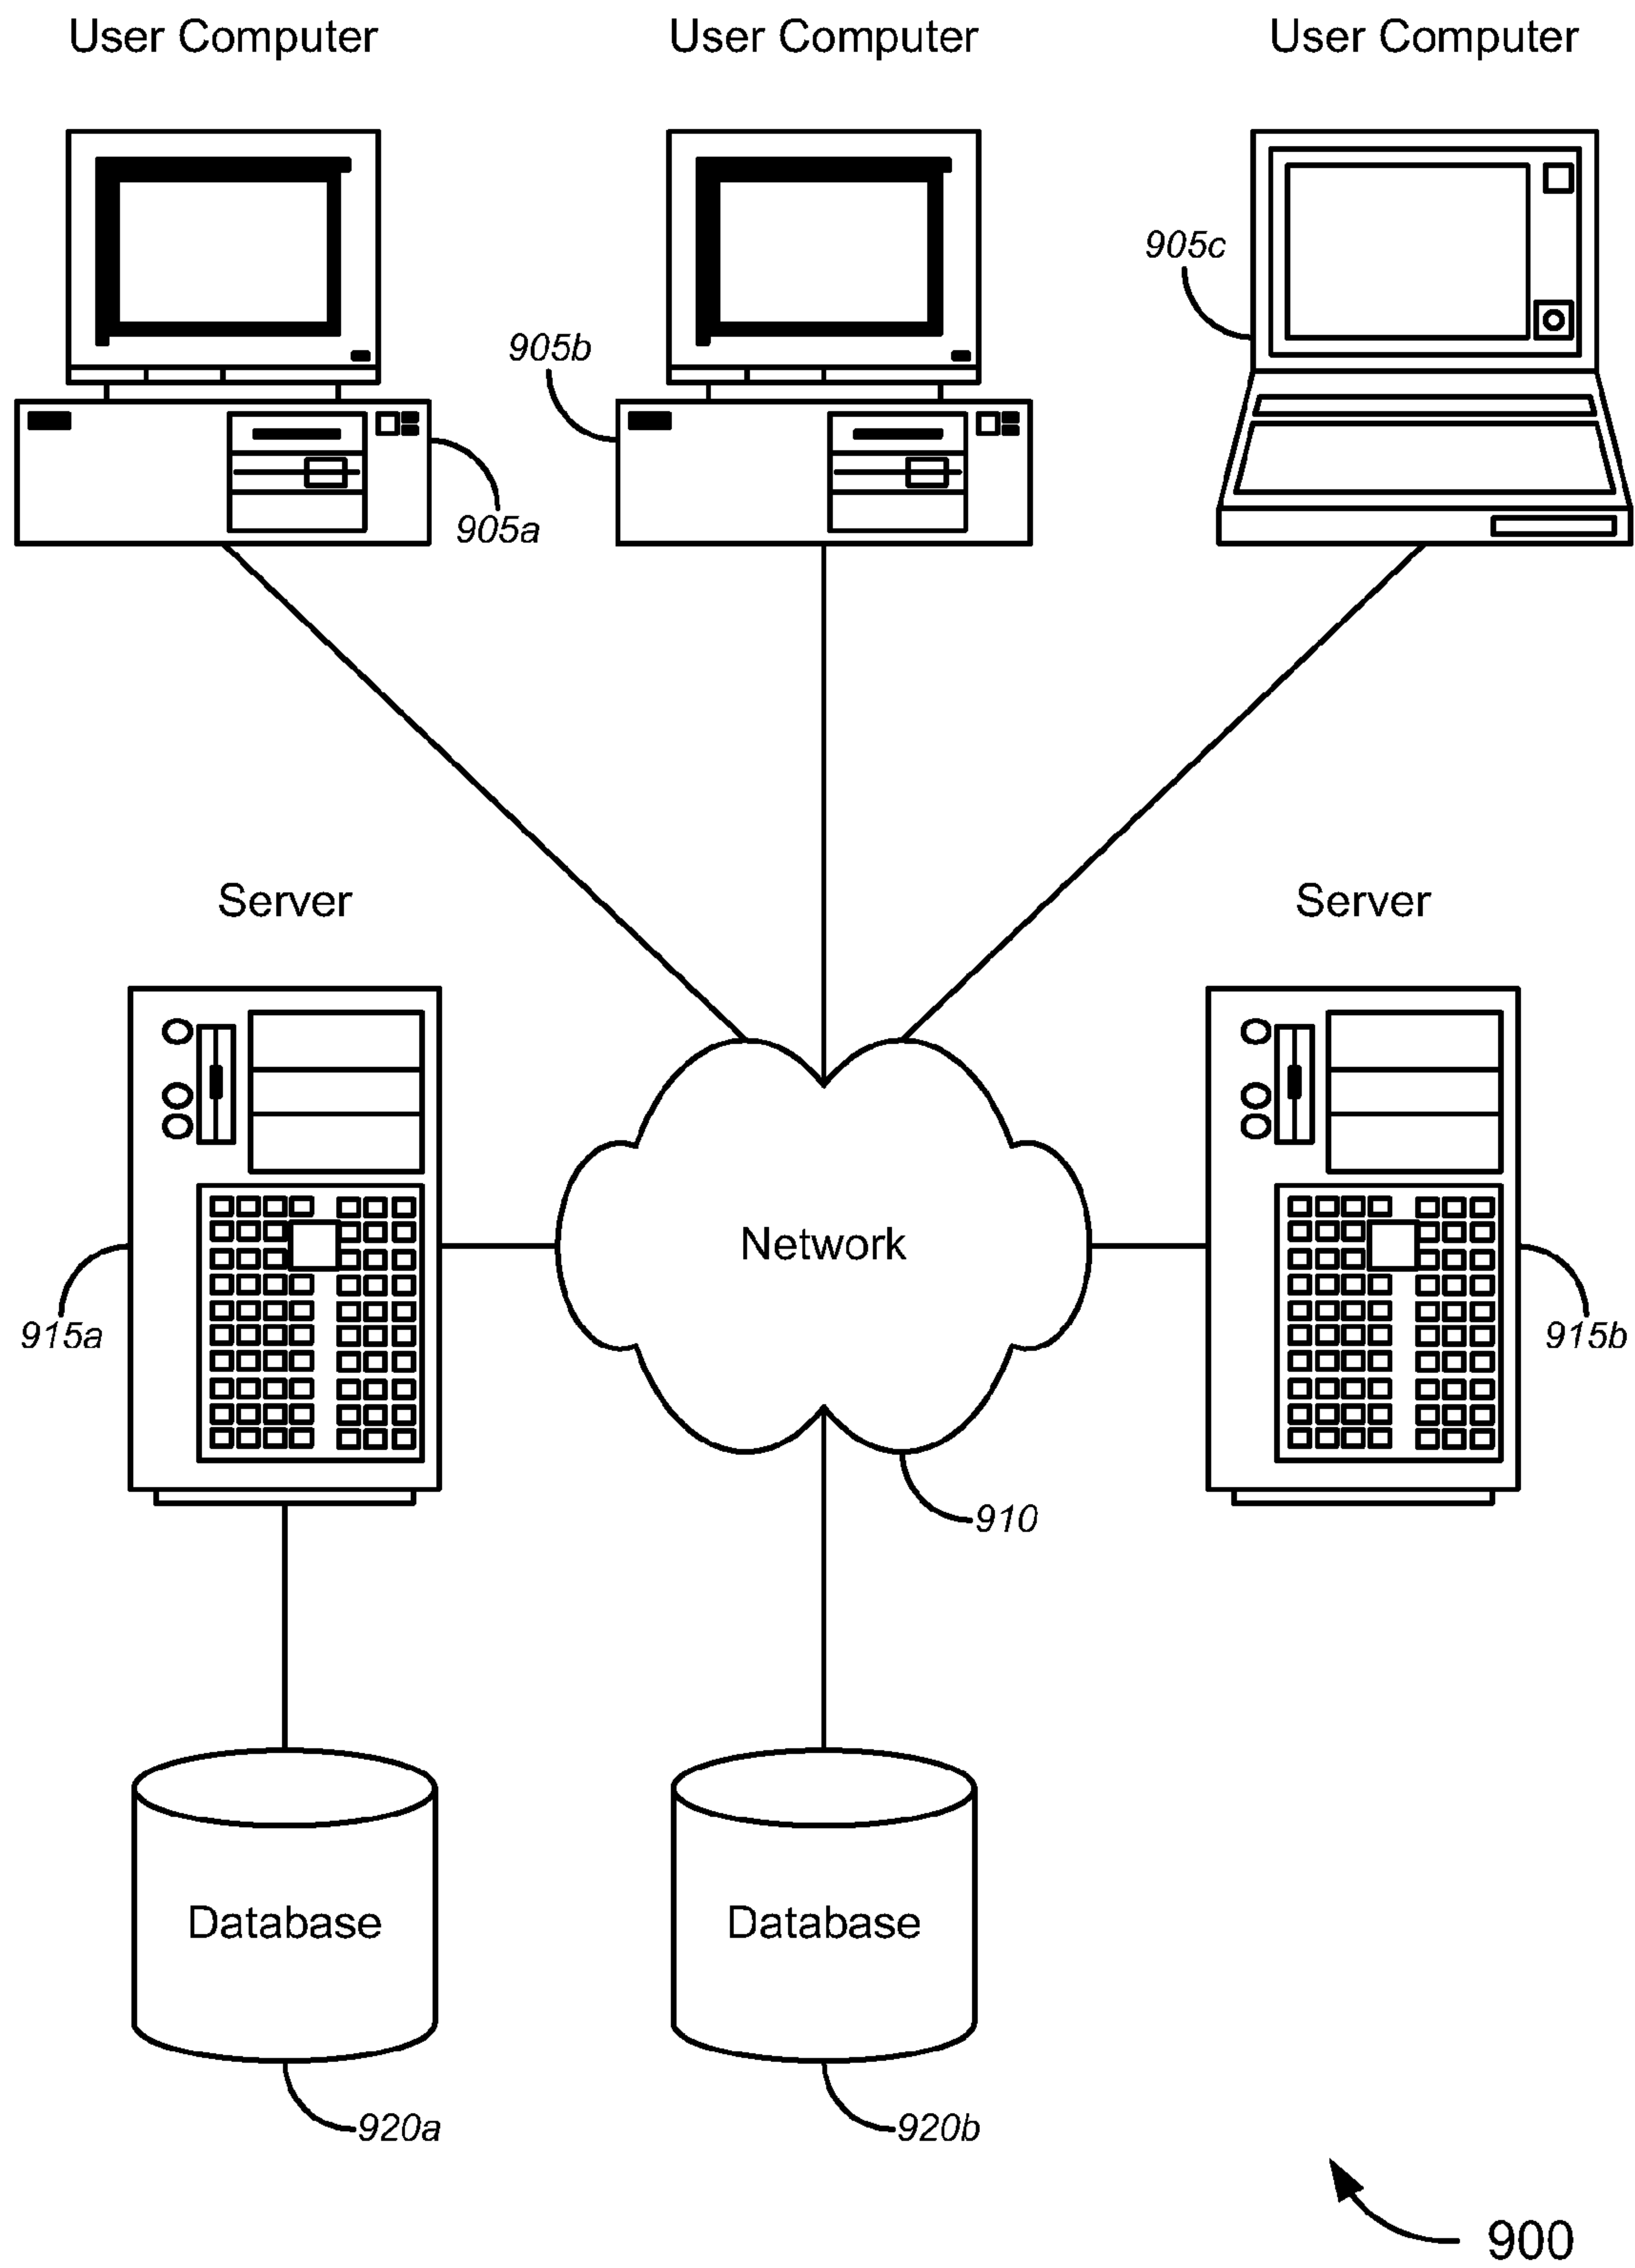 User Computer
User Computer
User Computer
905c
905b
905a
Server
Server
Network
915a
915b
910
Database
Database
920a
920b
900